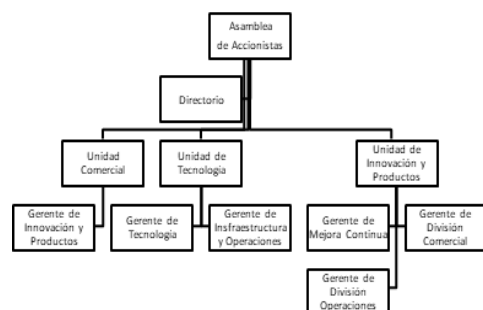 Asamblea
de Accionistas
Directorio
Unidad
Comercial
Unidad de
Tecnología
Unidad de
Innovación y
Productos
Gerente de
Innovación y
Productos
Gerente de
Tecnología
Gerente de
Insfraestructura
y Operaciones
Gerente de
Mejora Continua
Gerente de
División
Comercial
Gerente de
División
Operaciones